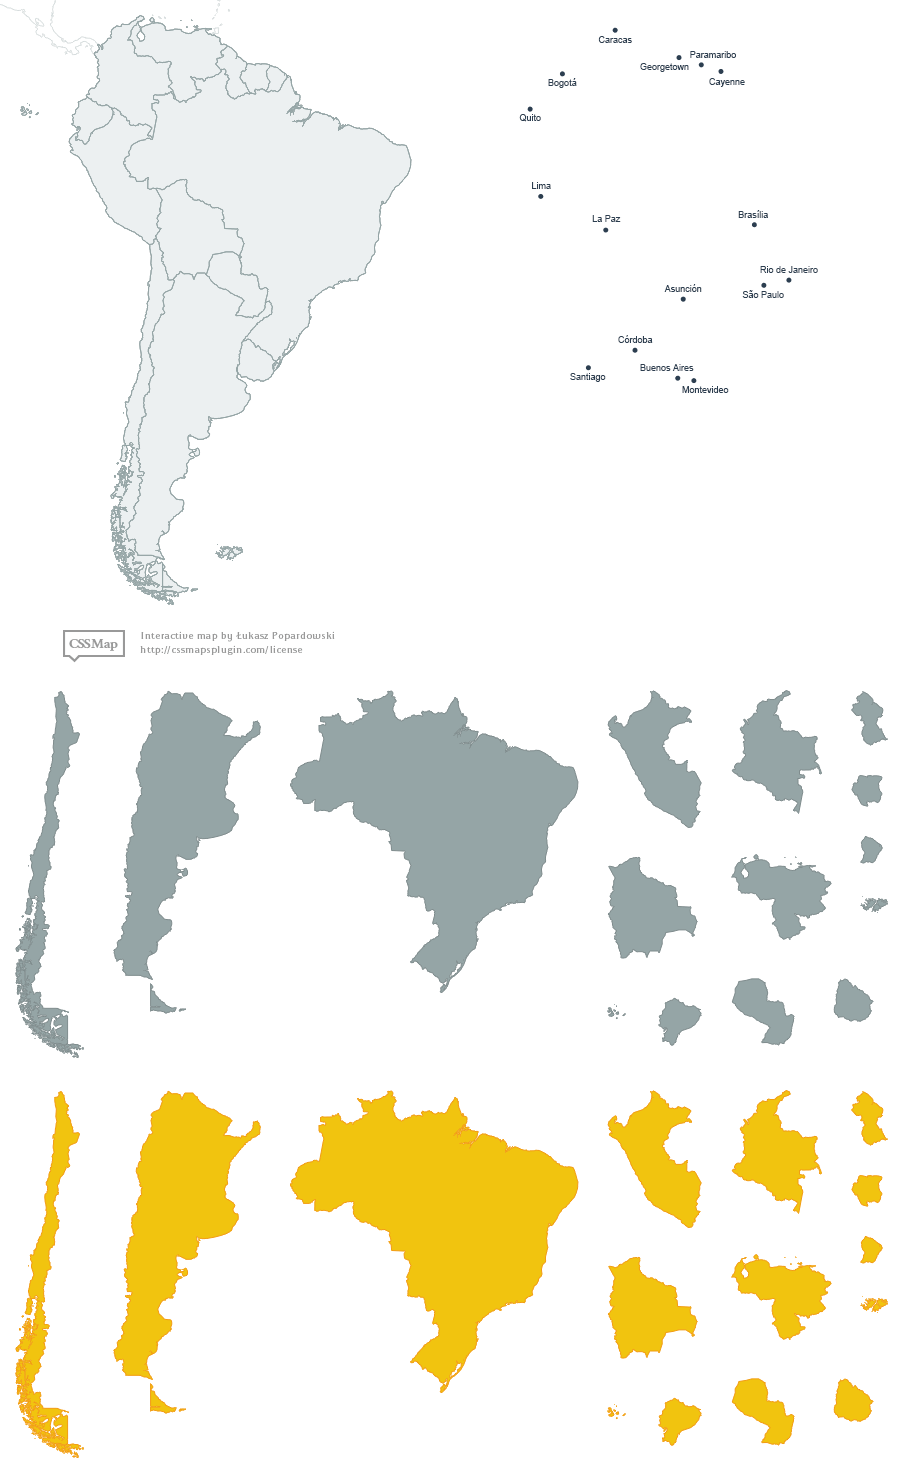 Caracas
Paramaribo
Georgetown
Cayenne
Bogotá
Quito
Lima
La Paz
Brasília
Rio de Janeiro
Asunción
São Paulo
Córdoba
Buenos Aires
Santiago
Montevideo
CSSMap
Interactive map by Łukasz Popardowski
http://cssmapsplugin.com/license